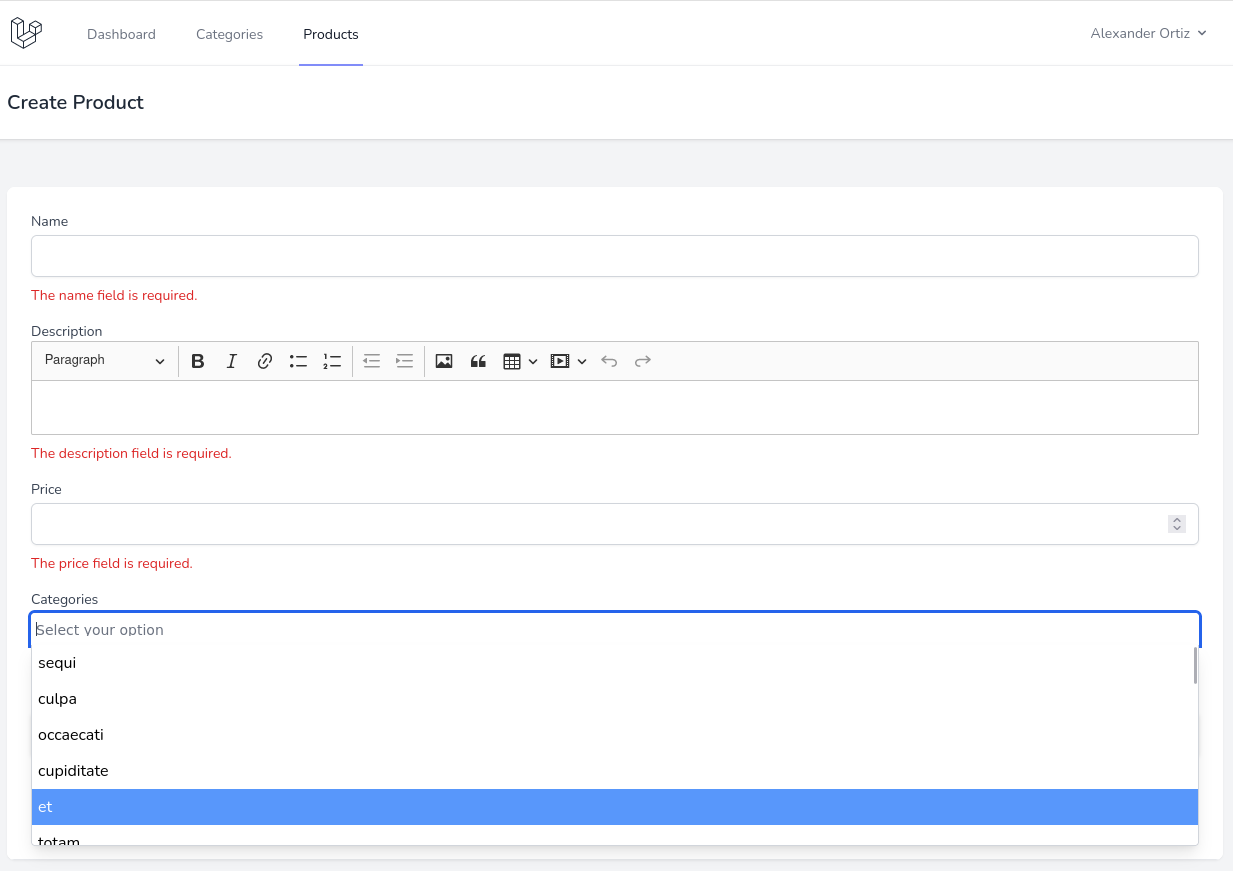 Dashboard Categories Products Alexander Ortiz
Create Product
Name
The name field is required.
Description
Paragraph
The description field is required.
Price
The price field is required.
Categories
Select your option
sequi
culpa
occaecati
cupiditate
et
totam